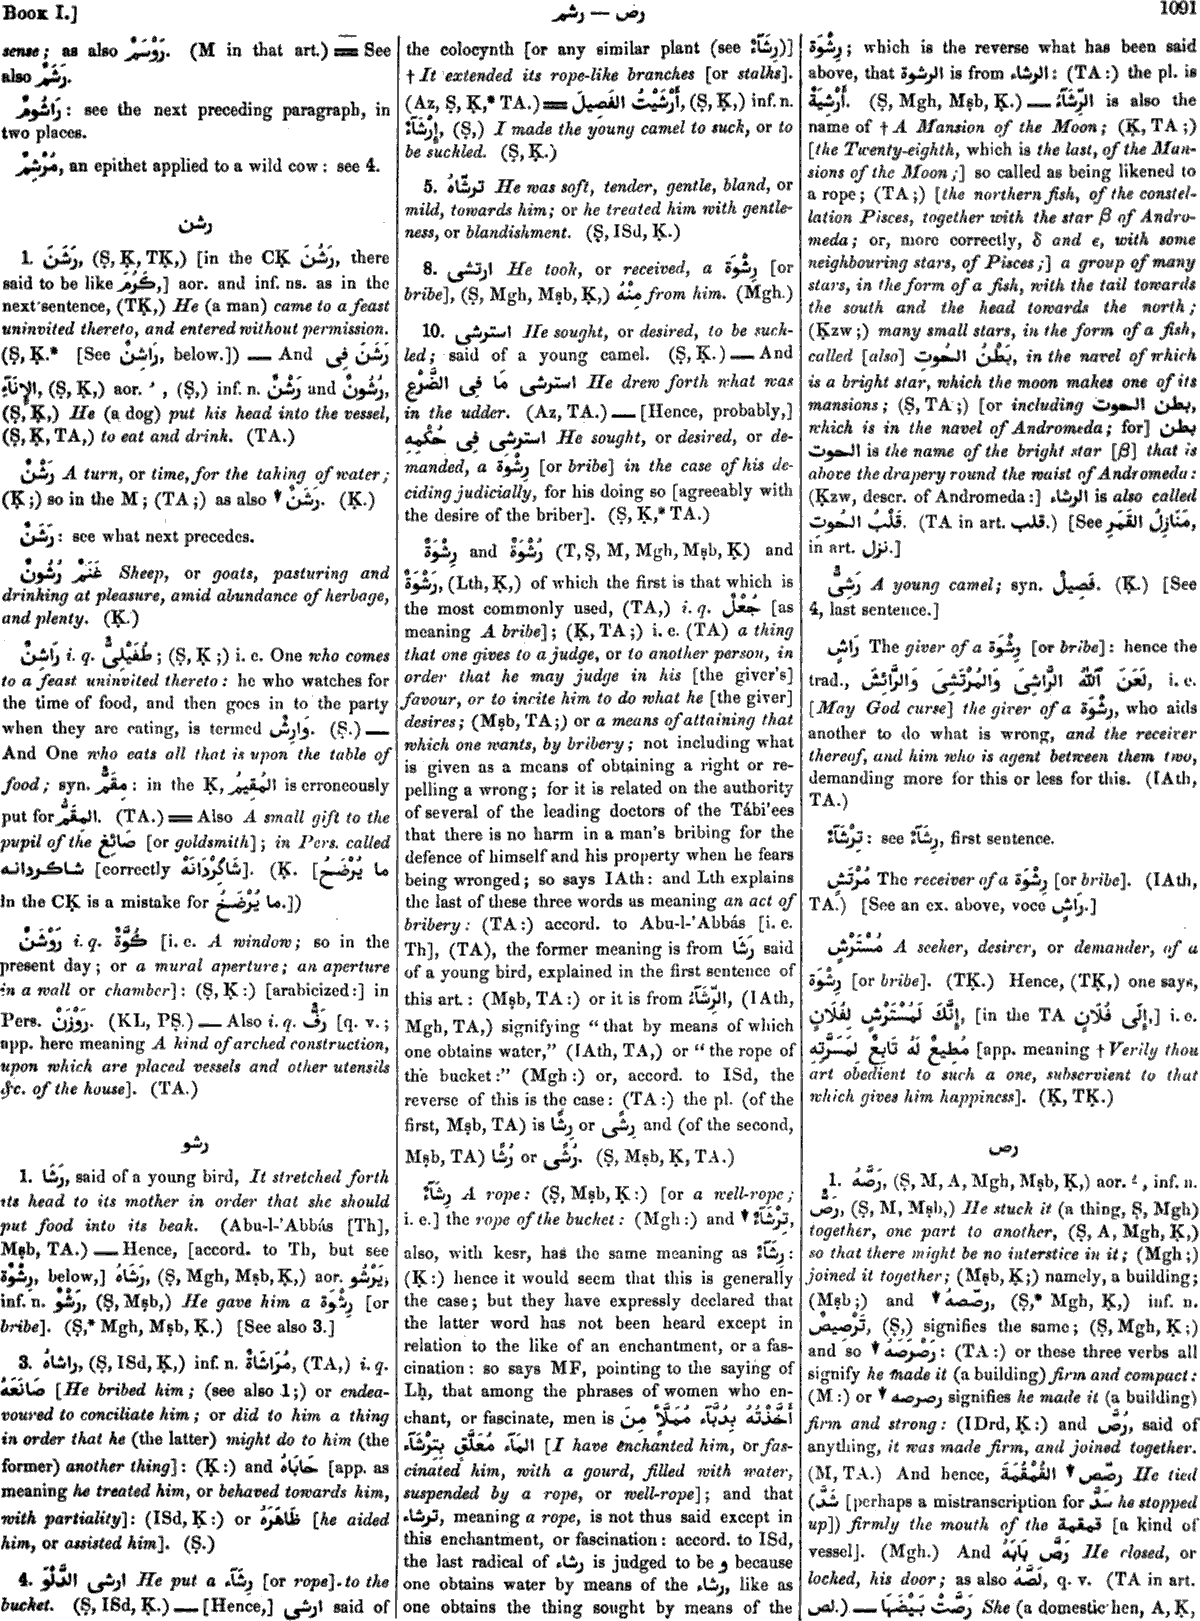 Book I.]
رشم — رص
1091
sense; as also رَوْسَمٌ. (M in that art.) = See
also رَشَمٌ.
رَاشُومٌ: see the next preceding paragraph, in
two places.
مُرْشِمٌ, an epithet applied to a wild cow: see 4.
رشن
1. رَشَنَ, (Ṣ, Ḳ, TḲ,) [in the CḲ رَشُنَ, there
said to be like كَرُمَ,] aor. and inf. ns. as in the
next sentence, (TḲ,) He (a man) came to a feast
uninvited thereto, and entered without permission.
(Ṣ, Ḳ.* [See رَاشِنٌ, below.]) — And رَشَنَ فِى
الإِنَآءِ, (Ṣ, Ḳ,) aor. ُ , (Ṣ,) inf. n. رَشْنٌ and رُشُونٌ,
(Ṣ, Ḳ,) He (a dog) put his head into the vessel,
(Ṣ, Ḳ, TA,) to eat and drink. (TA.)
رَشْنٌ A turn, or time, for the taking of water;
(Ḳ;) so in the M; (TA;) as also ↓ رَشَنٌ. (Ḳ.)
رَشَنٌ: see what next precedes.
غَنَمٌ رُشُونٌ Sheep, or goats, pasturing and
drinking at pleasure, amid abundance of herbage,
and plenty. (Ḳ.)
رَاشِنٌ i. q. طُفَيْلِىٌّ; (Ṣ, Ḳ;) i. e. One who comes
to a feast uninvited thereto: he who watches for
the time of food, and then goes in to the party
when they are eating, is termed وَارِشٌ. (Ṣ.) —
And One who eats all that is upon the table of
food; syn. مِقَمٌّ: in the Ḳ, المُقِيمُ is erroneously
put for المِقَمُّ. (TA.) = Also A small gift to the
pupil of the صَائِغ [or goldsmith]; in Pers. called
شاكردانه [correctly شَاگِرْدَانَهْ]. (Ḳ. [ما يُرْضَخُ
in the CḲ is a mistake for ما يُرْضَخُ.])
رَوْشَنٌ i. q. كُوَّةٌ [i. e. A window; so in the
present day; or a mural aperture; an aperture
in a wall or chamber]: (Ṣ, Ḳ:) [arabicized:] in
Pers. رَوْزَنْ. (KL, PṢ.) — Also i. q. رَفٌّ [q. v.;
app. here meaning A kind of arched construction,
upon which are placed vessels and other utensils
&c. of the house]. (TA.)
رشو
1. رَشَا, said of a young bird, It stretched forth
its head to its mother in order that she should
put food into its beak. (Abu-l-'Abbás [Th],
Mṣb, TA.) — Hence, [accord. to Th, but see
رِشْوَةٌ, below,] رَشَاهُ, (Ṣ, Mgh, Mṣb, Ḳ,) aor. يَرْشُو,
inf. n. رَشْوٌ, (Ṣ, Mṣb,) He gave him a رِشْوَة [or
bribe]. (Ṣ,* Mgh, Mṣb, Ḳ.) [See also 3.]
3. راشاهُ, (Ṣ, ISd, Ḳ,) inf. n. مُرَاشَاةٌ, (TA,) i. q.
صَانَعَهُ [He bribed him; (see also 1;) or endea-
voured to conciliate him; or did to him a thing
in order that he (the latter) might do to him (the
former) another thing]: (Ḳ:) and حَابَاهُ [app. as
meaning he treated him, or behaved towards him,
with partiality]: (ISd, Ḳ:) or ظَاهَرَهُ [he aided
him, or assisted him]. (Ṣ.)
4. ارشى الدَّلْوَ He put a رِشَآء [or rope] to the
bucket. (Ṣ, ISd, Ḳ.) — [Hence,] ارشى said of
the colocynth [or any similar plant (see رِشَآءٌ)]
† It extended its rope-like branches [or stalks].
(Az, Ṣ, Ḳ,* TA.) = أَرْشَيْتُ الفَصِيلَ, (Ṣ, Ḳ,) inf. n.
إِرْشَآءٌ, (Ṣ,) I made the young camel to suck, or to
be suckled. (Ṣ, Ḳ.)
5. ترشّاهُ He was soft, tender, gentle, bland, or
mild, towards him; or he treated him with gentle-
ness, or blandishment. (Ṣ, ISd, Ḳ.)
8. ارتشى He took, or received, a رِشْوَة [or
bribe], (Ṣ, Mgh, Mṣb, Ḳ,) مِنْهُ from him. (Mgh.)
10. استرشى He sought, or desired, to be suck-
led; said of a young camel. (Ṣ, Ḳ.) — And
استرشى مَا فِى الضَّرْعِ He drew forth what was
in the udder. (Az, TA.) — [Hence, probably,]
استرشى فِى حُكْمِهِ He sought, or desired, or de-
manded, a رِشْوَة [or bribe] in the case of his de-
ciding judicially, for his doing so [agreeably with
the desire of the briber]. (Ṣ, Ḳ,* TA.)
رِشْوَةٌ and رُشْوَةٌ (T, Ṣ, M, Mgh, Mṣb, Ḳ) and
رَشْوَةٌ, (Lth, Ḳ,) of which the first is that which is
the most commonly used, (TA,) i. q. جُعْلٌ [as
meaning A bribe]; (Ḳ, TA;) i. e. (TA) a thing
that one gives to a judge, or to another person, in
order that he may judge in his [the giver's]
favour, or to incite him to do what he [the giver]
desires; (Mṣb, TA;) or a means of attaining that
which one wants, by bribery; not including what
is given as a means of obtaining a right or re-
pelling a wrong; for it is related on the authority
of several of the leading doctors of the Tábi'ees
that there is no harm in a man's bribing for the
defence of himself and his property when he fears
being wronged; so says IAth: and Lth explains
the last of these three words as meaning an act of
bribery: (TA:) accord. to Abu-l-'Abbás [i. e.
Th], (TA), the former meaning is from رَشَا said
of a young bird, explained in the first sentence of
this art.: (Mṣb, TA:) or it is from الرِّشَآءُ, (IAth,
Mgh, TA,) signifying "that by means of which
one obtains water," (IAth, TA,) or "the rope of
the bucket:" (Mgh:) or, accord. to ISd, the
reverse of this is the case: (TA:) the pl. (of the
first, Mṣb, TA) is رِشًا or رِشًى and (of the second,
Mṣb, TA) رُشًا or رُشًى. (Ṣ, Mṣb, Ḳ, TA.)
رِشَآءٌ A rope: (Ṣ, Mṣb, Ḳ:) [or a well-rope;
i. e.] the rope of the bucket: (Mgh:) and ↓ تِرْشَآءٌ,
also, with kesr, has the same meaning as رِشَآءٌ:
(Ḳ:) hence it would seem that this is generally
the case; but they have expressly declared that
the latter word has not been heard except in
relation to the like of an enchantment, or a fas-
cination: so says MF, pointing to the saying of
Lḥ, that among the phrases of women who en-
chant, or fascinate, men is أَخَّذْتُهُ بِدُبَّآءٍ مُمَلَّأً مِنَ
المَآءِ مُعَلَّقٍ بِتِرْشَآءٍ [I have enchanted him, or fas-
cinated him, with a gourd, filled with water,
suspended by a rope, or well-rope]; and that
ترشاء, meaning a rope, is not thus said except in
this enchantment, or fascination: accord. to ISd,
the last radical of رشاء is judged to be و because
one obtains water by means of the رشاء, like as
one obtains the thing sought by means of the
رِشْوَة; which is the reverse what has been said
above, that الرشوة is from الرشاء: (TA:) the pl. is
أَرْشِيَةٌ. (Ṣ, Mgh, Mṣb, Ḳ.) — الرِّشَآءُ is also the
name of † A Mansion of the Moon; (Ḳ, TA;)
[the Twenty-eighth, which is the last, of the Man-
sions of the Moon;] so called as being likened to
a rope; (TA;) [the northern fish, of the constel-
lation Pisces, together with the star β of Andro-
meda; or, more correctly, δ and ε, with some
neighbouring stars, of Pisces;] a group of many
stars, in the form of a fish, with the tail towards
the south and the head towards the north;
(Ḳzw;) many small stars, in the form of a fish,
called [also] بَطْنُ الحُوتِ, in the navel of which
is a bright star, which the moon makes one of its
mansions; (Ṣ, TA;) [or including بطن الحوت,
which is in the navel of Andromeda; for] بطن
الحوت is the name of the bright star [β] that is
above the drapery round the waist of Andromeda:
(Ḳzw, descr. of Andromeda:] الرشاء is also called
قَلْبُ الحُوتِ. (TA in art. قلب.) [See مَنَازِلُ القَمَرِ,
in art. نزل.]
رَشِىٌّ A young camel; syn. فَصِيلٌ. (Ḳ.) [See
4, last sentence.]
رَاشٍ The giver of a رِشْوَة [or bribe]: hence the
trad., لَعَنَ ٱللّٰهُ الرَّاشِىَ وَالمُرْتَشِىَ وَالرَّائِشَ, i. e.
[May God curse] the giver of a رِشْوَة, who aids
another to do what is wrong, and the receiver
thereof, and him who is agent between them two,
demanding more for this or less for this. (IAth,
TA.)
تِرْشَآءٌ: see رِشَآءٌ, first sentence.
مُرْتَشٍ The receiver of a رِشْوَة [or bribe]. (IAth,
TA.) [See an ex. above, voce رَاشٍ.]
مُسْتَرْشٍ A seeker, desirer, or demander, of a
رِشْوَة [or bribe]. (TḲ.) Hence, (TḲ,) one says,
إِنَّكَ لَمُسْتَرْشٍ لِفُلَانٍ, [in the TA إِلَى فُلَانٍ,] i. e.
مُطِيعٌ لَهُ تَابِعٌ لِمَسَرَّتِهِ [app. meaning † Verily thou
art obedient to such a one, subservient to that
which gives him happiness]. (Ḳ, TḲ.)
رص
1. رَصَّهُ, (Ṣ, M, A, Mgh, Mṣb, Ḳ,) aor. ُ , inf. n.
رَصٌّ, (Ṣ, M, Mṣb,) He stuck it (a thing, Ṣ, Mgh)
together, one part to another, (Ṣ, A, Mgh, Ḳ,)
so that there might be no interstice in it; (Mgh;)
joined it together; (Mṣb, Ḳ;) namely, a building;
(Mṣb;) and ↓ رصّصهُ, (Ṣ,* Mgh, Ḳ,) inf. n.
تَرْصِيصٌ, (Ṣ,) signifies the same; (Ṣ, Mgh, Ḳ;)
and so ↓ رَصْرَصَهُ: (TA:) or these three verbs all
signify he made it (a building) firm and compact:
(M:) or ↓ رصرصه signifies he made it (a building)
firm and strong: (IDrd, Ḳ:) and رُصَّ, said of
anything, it was made firm, and joined together.
(M, TA.) And hence, رصّص ↓ القُمْقُمَةَ He tied
(شَدَّ [perhaps a mistranscription for سَدَّ he stopped
up]) firmly the mouth of the قمقمة [a kind of
vessel]. (Mgh.) And رَصَّ بَابَهُ He closed, or
locked, his door; as also لَصَّهُ, q. v. (TA in art.
لص.) — رَصَّتْ بَيْضَهَا She (a domestic hen, A, Ḳ,